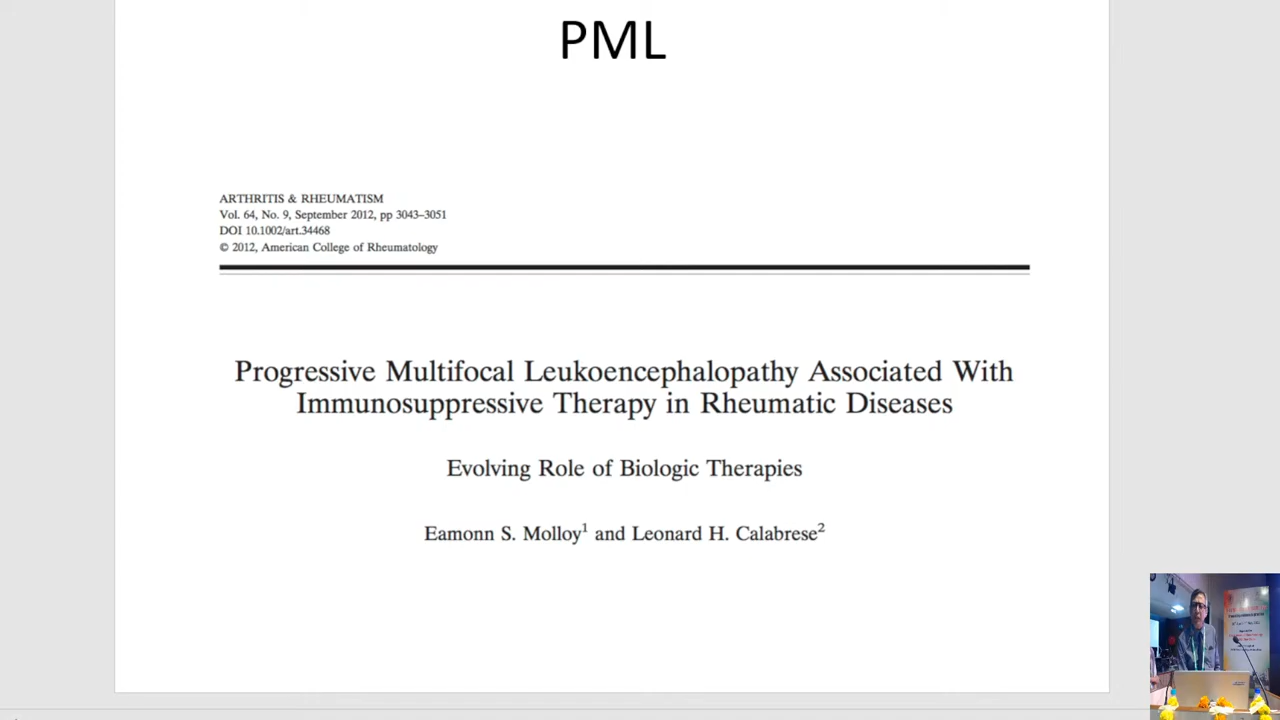 PML
ARTHRITIS & RHEUMATISM
Vol. 64, No. 9, September 2012, pp 3043–3051
DOI 10.1002/art.34468
© 2012, American College of Rheumatology
Progressive Multifocal Leukoencephalopathy Associated With
Immunosuppressive Therapy in Rheumatic Diseases
Evolving Role of Biologic Therapies
Eamonn S. Molloy¹ and Leonard H. Calabrese²